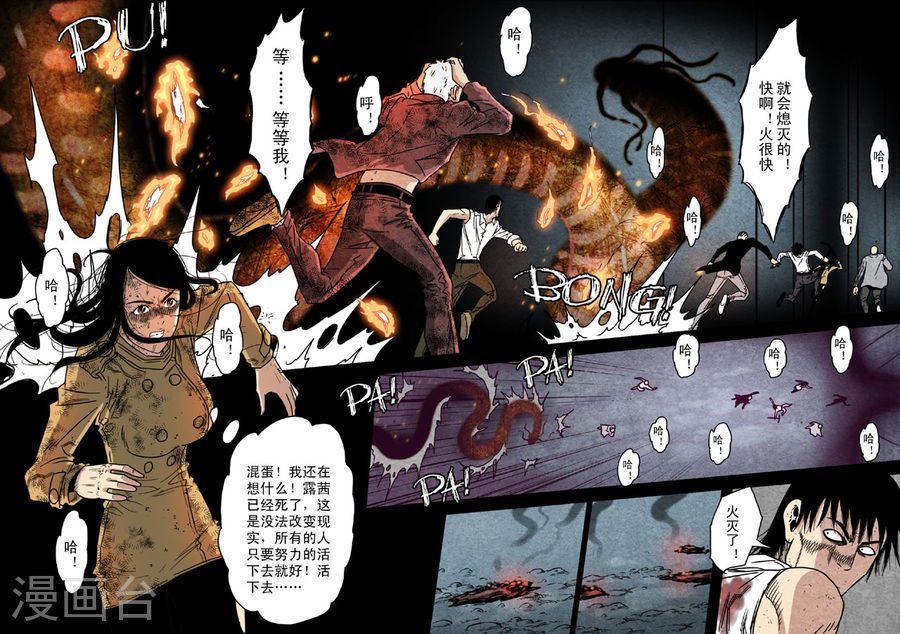 PU!
等……等等我！
呼！
哈！
快啊！火很快
就会熄灭的！
哈！
哈！
哈！
哈！
BONG!
哈！
哈！
混蛋！我还在
想什么！露茜
已经死了，这
是没法改变现
实，所有的人
只要努力的活
下去就好！活
下去……
哈！
PA!
PA!
PA!
哈！
哈！
哈！
哈！
哈！
哈！
哈！
火灭了！
漫画台